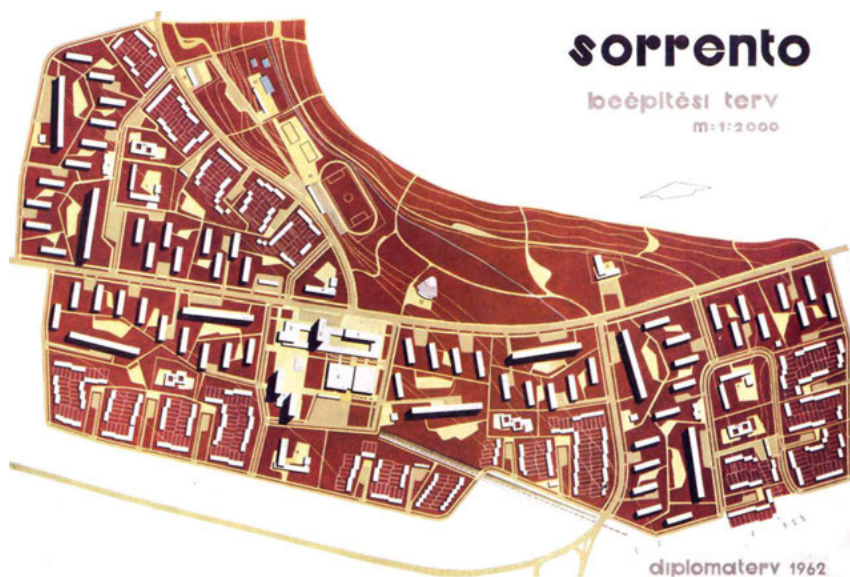 sorrento
beépítési terv
m=1:2000
diplomaterv 1962